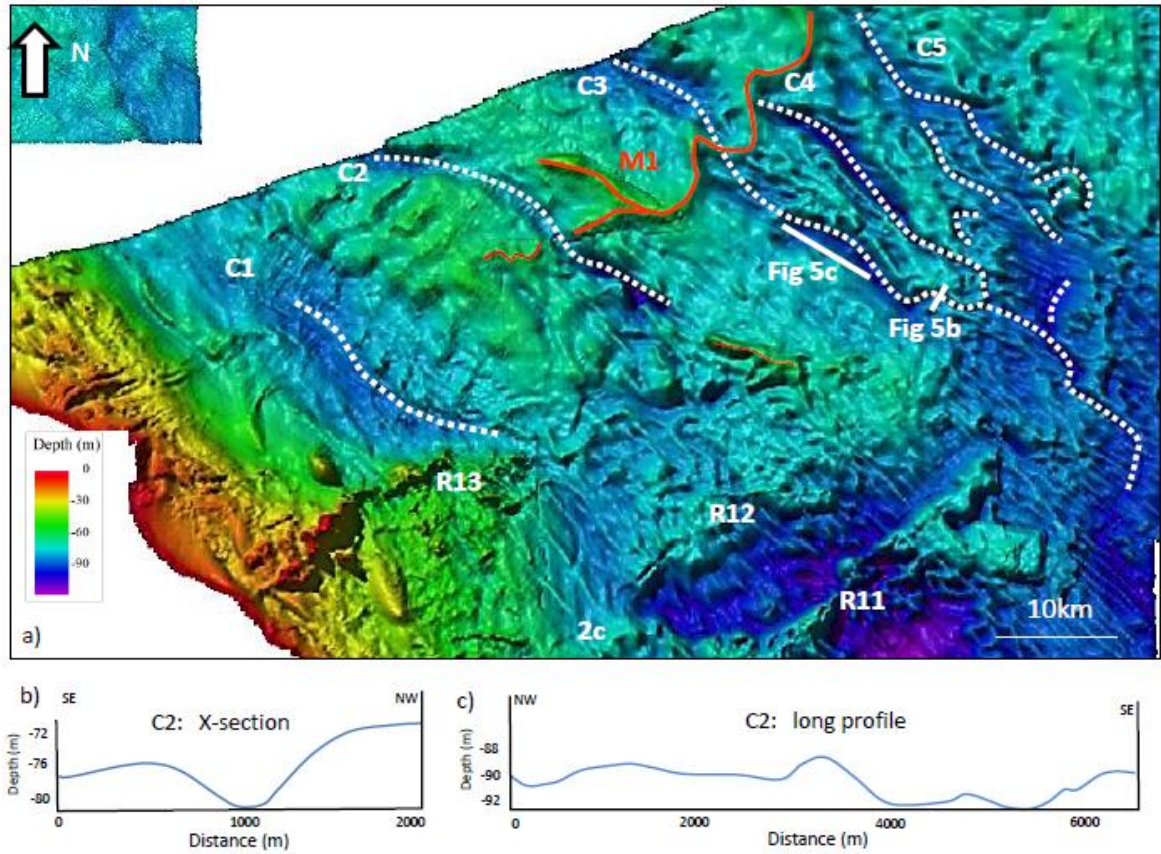 N
C5
C3
C4
C2
M1
C1
Fig 5c
Fig 5b
Depth (m)
0
-30
-60
-90
R13
R12
R11
10km
2c
a)
b)
SE
NW
C2: X-section
Depth (m)
-72
-76
-80
0
1000
2000
Distance (m)
c)
NW
SE
C2: long profile
Depth (m)
-88
-90
-92
0
2000
4000
6000
Distance (m)